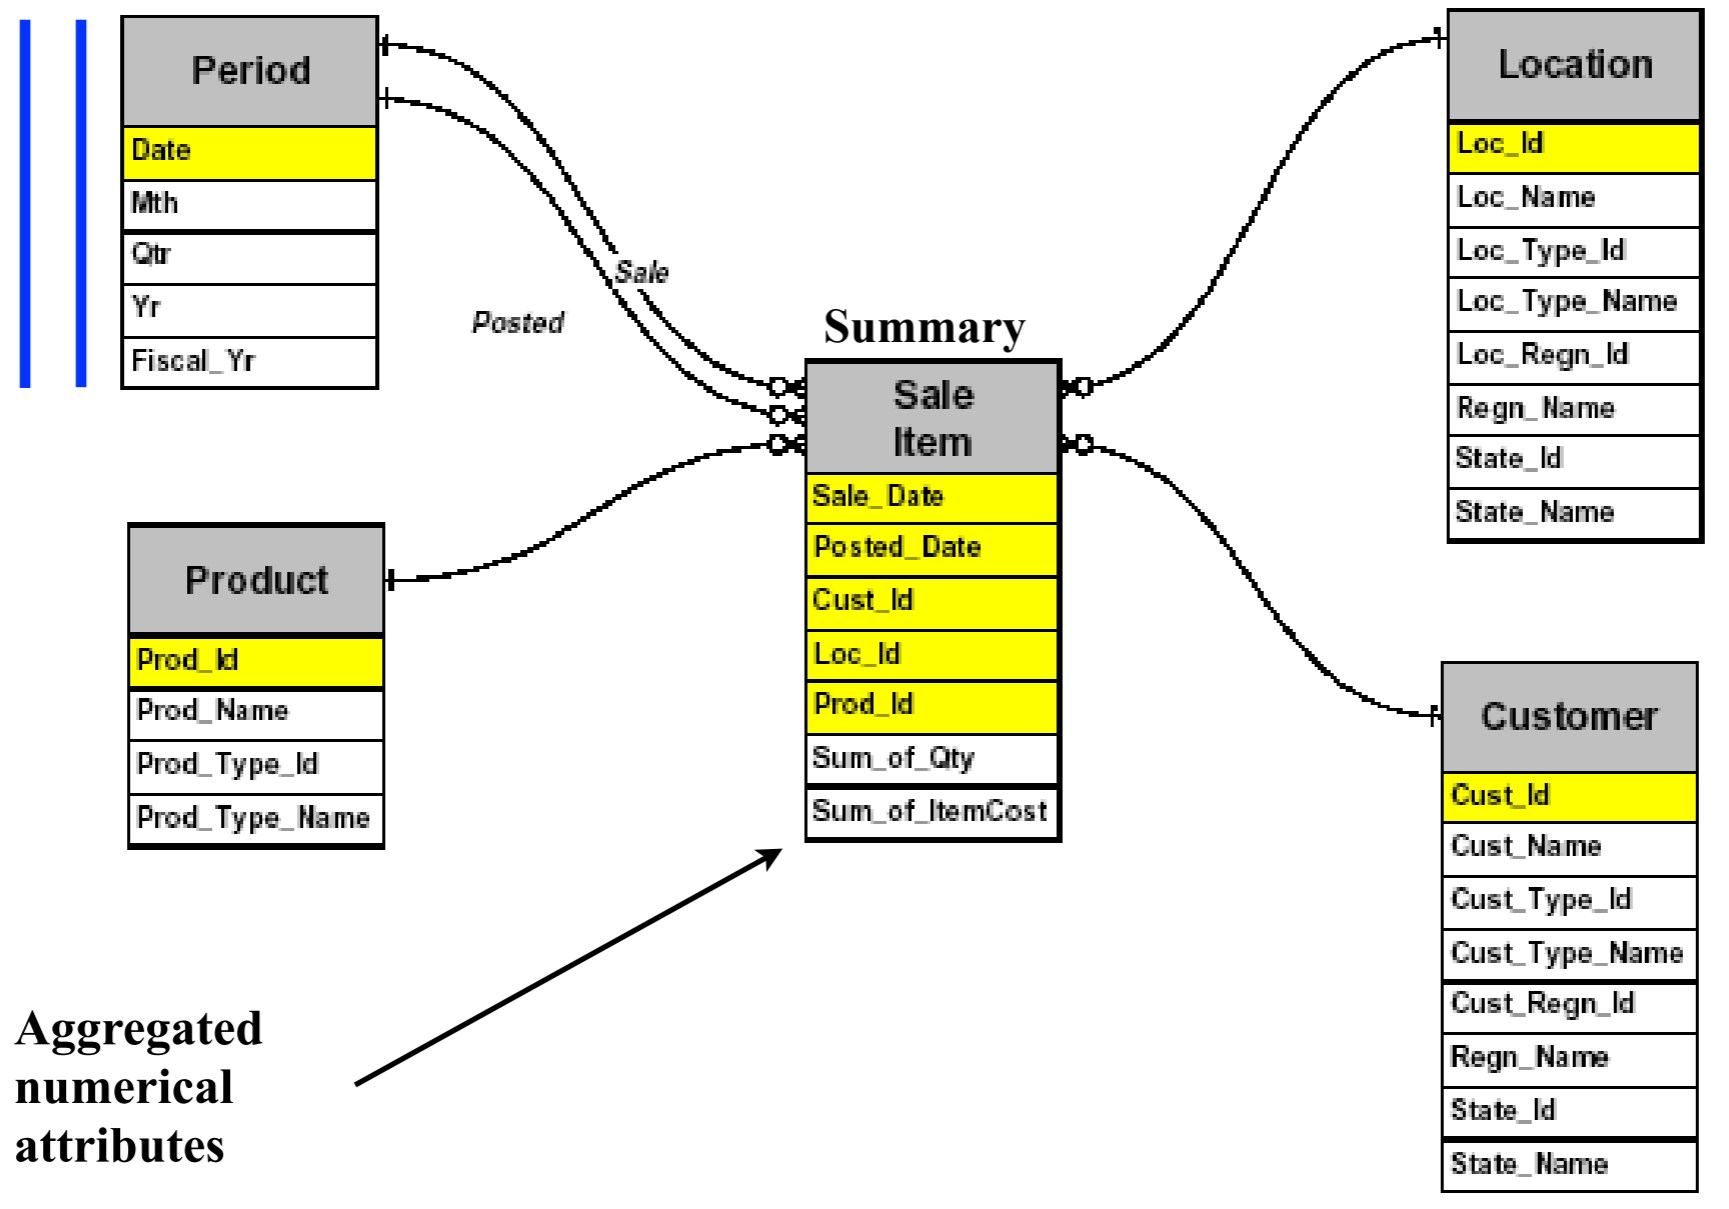 Period
Date
Mth
Qtr
Yr
Fiscal_Yr
Sale
Posted
Product
Prod_Id
Prod_Name
Prod_Type_Id
Prod_Type_Name
Summary
Sale
Item
Sale_Date
Posted_Date
Cust_Id
Loc_Id
Prod_Id
Sum_of_Qty
Sum_of_ItemCost
Location
Loc_Id
Loc_Name
Loc_Type_Id
Loc_Type_Name
Loc_Regn_Id
Regn_Name
State_Id
State_Name
Customer
Cust_Id
Cust_Name
Cust_Type_Id
Cust_Type_Name
Cust_Regn_Id
Regn_Name
State_Id
State_Name
Aggregated
numerical
attributes